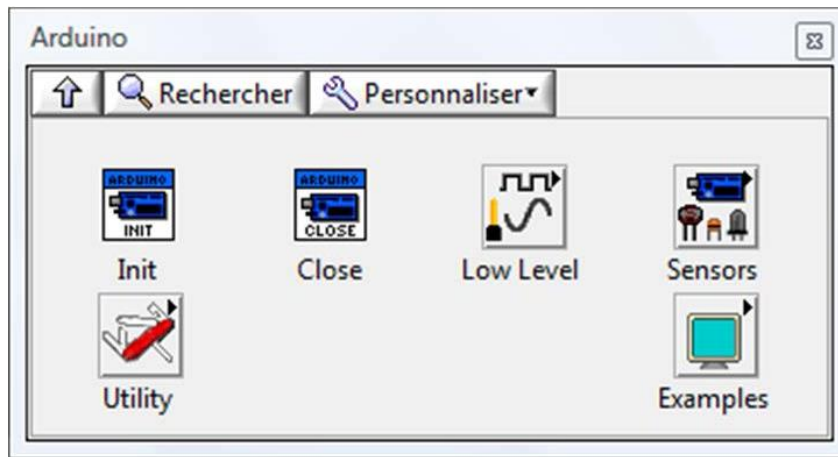 Arduino
Rechercher Personnaliser
ARDUINO ARDUINO
INIT CLOSE
Init Close Low Level Sensors
Utility Examples